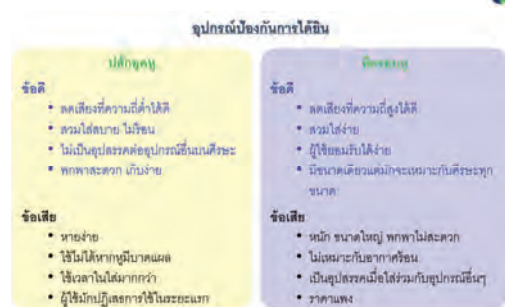 อุปกรณ์ป้องกันการได้ยิน
ปลั๊กอุดหู
ข้อดี
ลดเสียงที่ความถี่ต่ำได้ดี
สวมใส่สบาย ไม่ร้อน
ไม่เป็นอุปสรรคต่ออุปกรณ์อื่นบนศีรษะ
พกพาสะดวก เก็บง่าย
ข้อเสีย
หายง่าย
ใช้ไม่ได้หากหูมีบาดแผล
ใช้เวลาในใส่มากกว่า
ผู้ใช้มักปฏิเสธการใช้ในระยะแรก
ที่ครอบหู
ข้อดี
ลดเสียงที่ความถี่สูงได้ดี
สวมใส่ง่าย
ผู้ใช้ยอมรับได้ง่าย
มีขนาดเดียวแต่มักจะเหมาะกับศีรษะทุก
ขนาด
ข้อเสีย
หนัก ขนาดใหญ่ พกพาไม่สะดวก
ไม่เหมาะกับอากาศร้อน
เป็นอุปสรรคเมื่อใส่ร่วมกับอุปกรณ์อื่นๆ
ราคาแพง